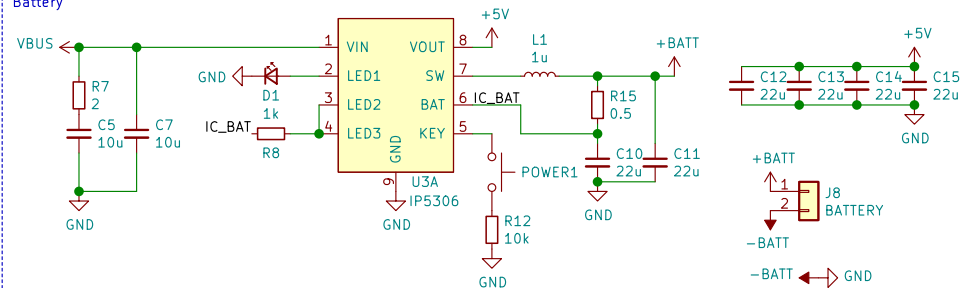 Battery
VBUS
R7
2
C5
10u
C7
10u
GND
GND
D1
1k
IC_BAT
R8
1
VIN
2
LED1
3
LED2
4
LED3
VOUT
8
SW
7
BAT
6
KEY
5
GND
9
U3A
IP5306
GND
+5V
L1
1u
+BATT
IC_BAT
R15
0.5
C10
22u
C11
22u
GND
POWER1
R12
10k
GND
+5V
C12
22u
C13
22u
C14
22u
C15
22u
GND
+BATT
1
2
J8
BATTERY
-BATT
-BATT
GND